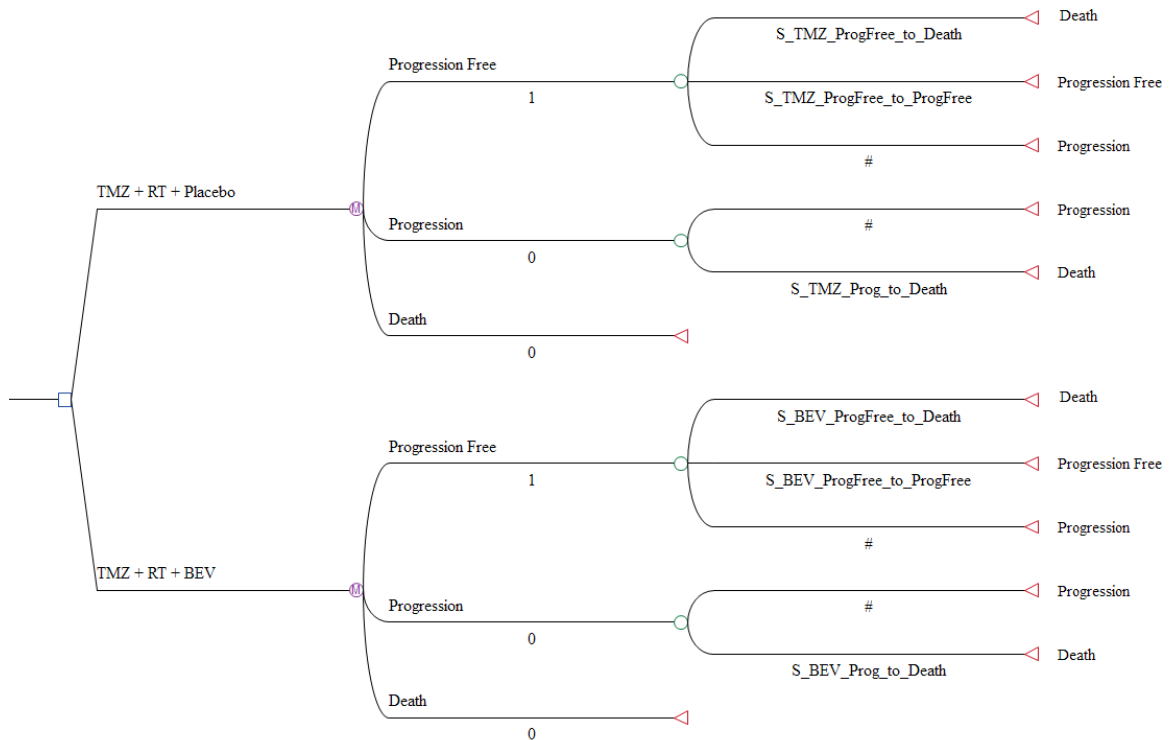 Death
S_TMZ_ProgFree_to_Death
Progression Free
1
S_TMZ_ProgFree_to_ProgFree
Progression Free
#
Progression
TMZ + RT + Placebo
M
Progression
0
#
Progression
S_TMZ_Prog_to_Death
Death
Death
0
Death
S_BEV_ProgFree_to_Death
Progression Free
1
S_BEV_ProgFree_to_ProgFree
Progression Free
#
Progression
TMZ + RT + BEV
M
Progression
0
#
Progression
S_BEV_Prog_to_Death
Death
Death
0